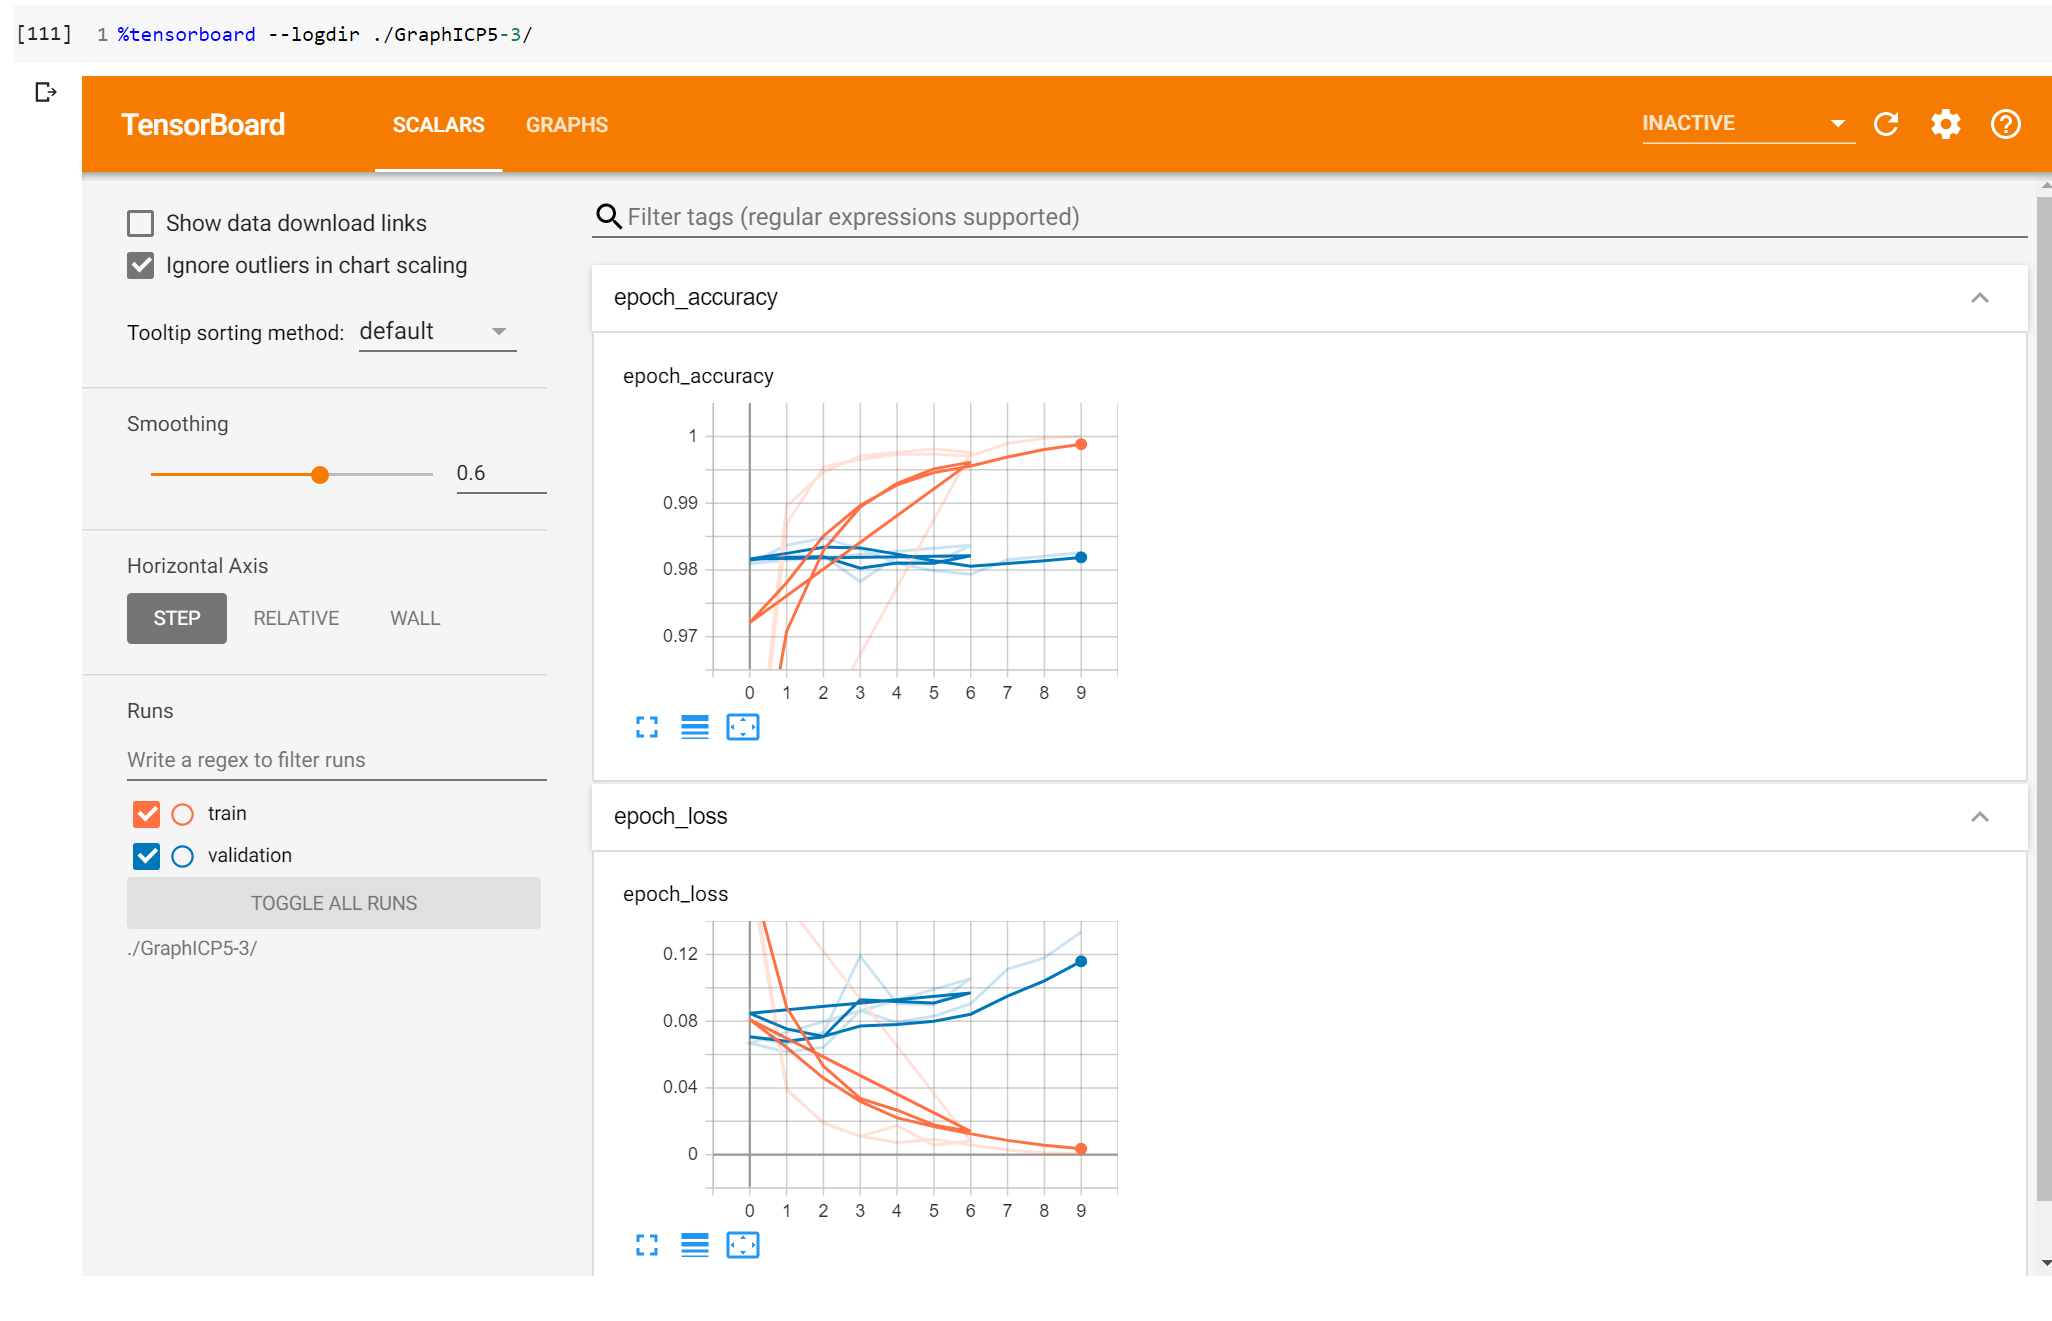 [111] 1 %tensorboard --logdir ./GraphICP5-3/
TensorBoard SCALARS GRAPHS INACTIVE
Show data download links
Ignore outliers in chart scaling
Tooltip sorting method: default
Smoothing
0.6
Horizontal Axis
STEP RELATIVE WALL
Runs
Write a regex to filter runs
train
validation
TOGGLE ALL RUNS
./GraphICP5-3/
Filter tags (regular expressions supported)
epoch_accuracy
epoch_accuracy
1
0.99
0.98
0.97
0 1 2 3 4 5 6 7 8 9
epoch_loss
epoch_loss
0.12
0.08
0.04
0
0 1 2 3 4 5 6 7 8 9